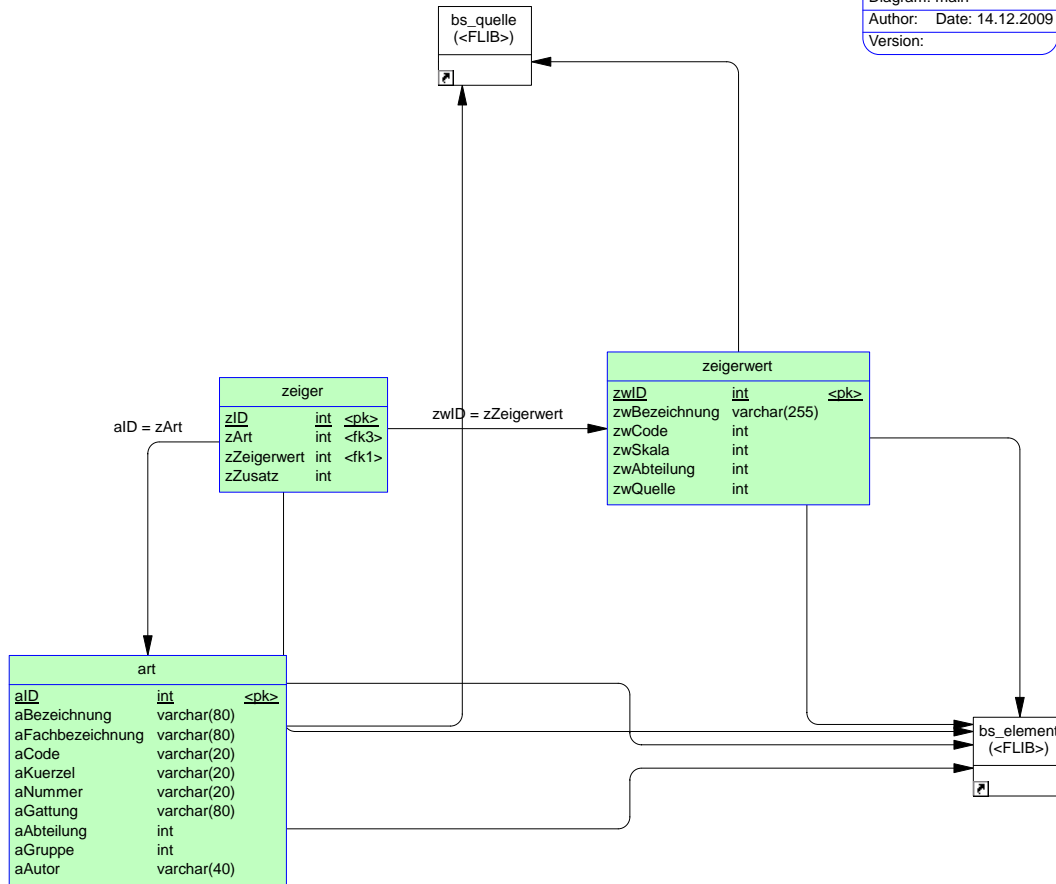 Diagram: main
Author: Date: 14.12.2009
Version:
bs_quelle
(<FLIB>)
zeigerwert
zwID int <pk>
zwBezeichnung varchar(255)
zwCode int
zwSkala int
zwAbteilung int
zwQuelle int
zeiger
zID int <pk>
zArt int <fk3>
zZeigerwert int <fk1>
zZusatz int
aID = zArt
zwID = zZeigerwert
art
aID int <pk>
aBezeichnung varchar(80)
aFachbezeichnung varchar(80)
aCode varchar(20)
aKuerzel varchar(20)
aNummer varchar(20)
aGattung varchar(80)
aAbteilung int
aGruppe int
aAutor varchar(40)
bs_element
(<FLIB>)